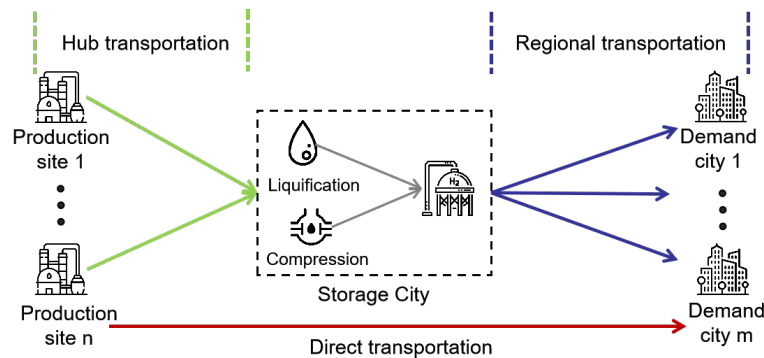 Hub transportation
Regional transportation
Production
site 1
Liquification
H2
Compression
Storage City
Demand
city 1
Production
site n
Demand
city m
Direct transportation